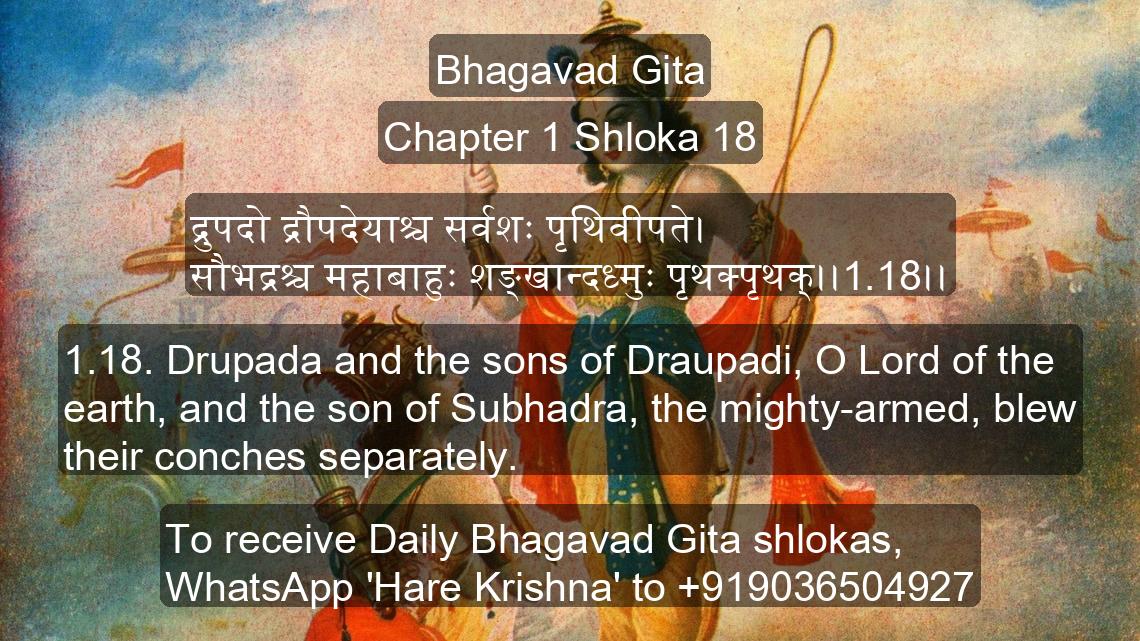 Bhagavad Gita
Chapter 1 Shloka 18
द्रुपदो द्रौपदेयाश्च सर्वशः पृथिवीपते।
सौभद्रश्च महाबाहुः शङ्खान्दध्मुः पृथक्पृथक्।।1.18।।
1.18. Drupada and the sons of Draupadi, O Lord of the
earth, and the son of Subhadra, the mighty-armed, blew
their conches separately.
To receive Daily Bhagavad Gita shlokas,
WhatsApp 'Hare Krishna' to +919036504927